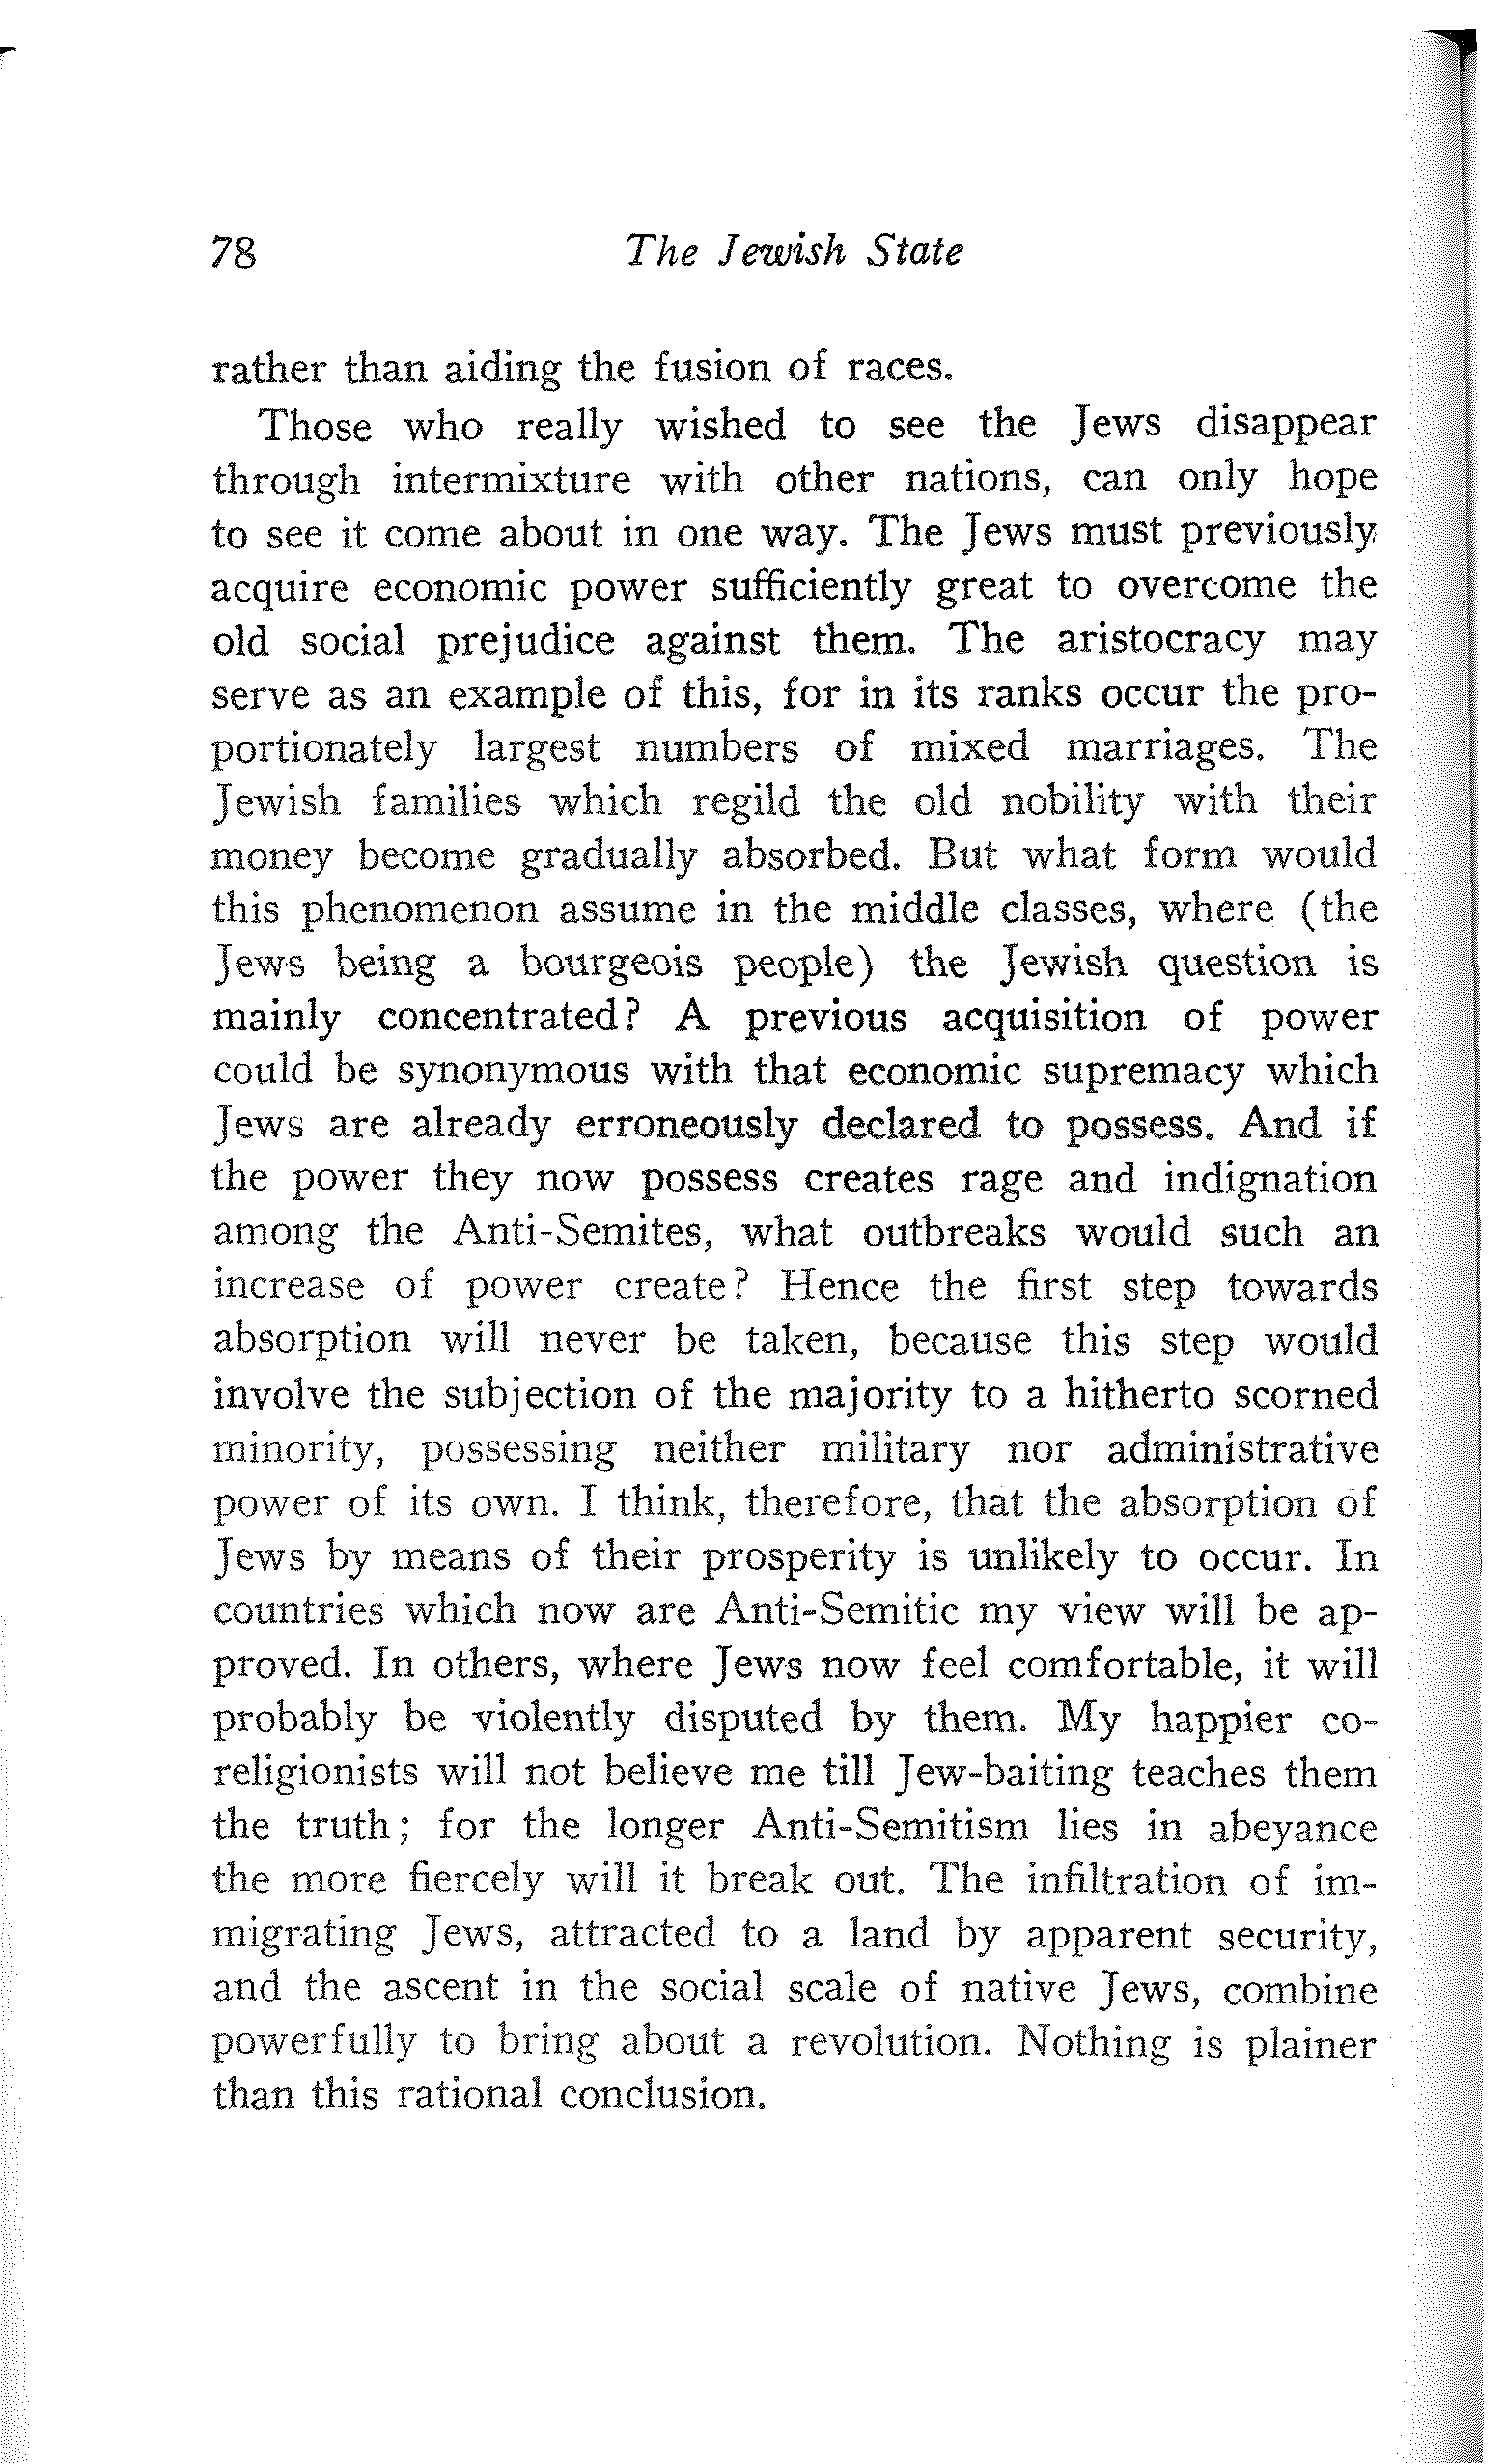 78 The Jewish State
rather than aiding the fusion of races.
Those who really wished to see the Jews disappear
through intermixture with other nations, can only hope
to see it come about in one way. The Jews must previously
acquire economic power sufficiently great to overcome the
old social prejudice against them. The aristocracy may
serve as an example of this, for in its ranks occur the pro-
portionately largest numbers of mixed marriages. The
Jewish families which regild the old nobility with their
money become gradually absorbed. But what form would
this phenomenon assume in the middle classes, where (the
Jews being a bourgeois people) the Jewish question is
mainly concentrated? A previous acquisition of power
could be synonymous with that economic supremacy which
Jews are already erroneously declared to possess. And if
the power they now possess creates rage and indignation
among the Anti-Semites, what outbreaks would such an
increase of power create? Hence the first step towards
absorption will never be taken, because this step would
involve the subjection of the majority to a hitherto scorned
minority, possessing neither military nor administrative
power of its own. I think, therefore, that the absorption of
Jews by means of their prosperity is unlikely to occur. In
countries which now are Anti-Semitic my view will be ap-
proved. In others, where Jews now feel comfortable, it will
probably be violently disputed by them. My happier co-
religionists will not believe me till Jew-baiting teaches them
the truth; for the longer Anti-Semitism lies in abeyance
the more fiercely will it break out. The infiltration of im-
migrating Jews, attracted to a land by apparent security,
and the ascent in the social scale of native Jews, combine
powerfully to bring about a revolution. Nothing is plainer
than this rational conclusion.